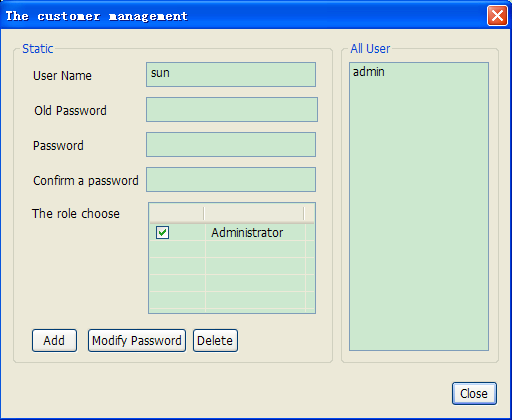 The customer management
Static
User Name
sun
Old Password
Password
Confirm a password
The role choose
Administrator
Add
Modify Password
Delete
All User
admin
Close